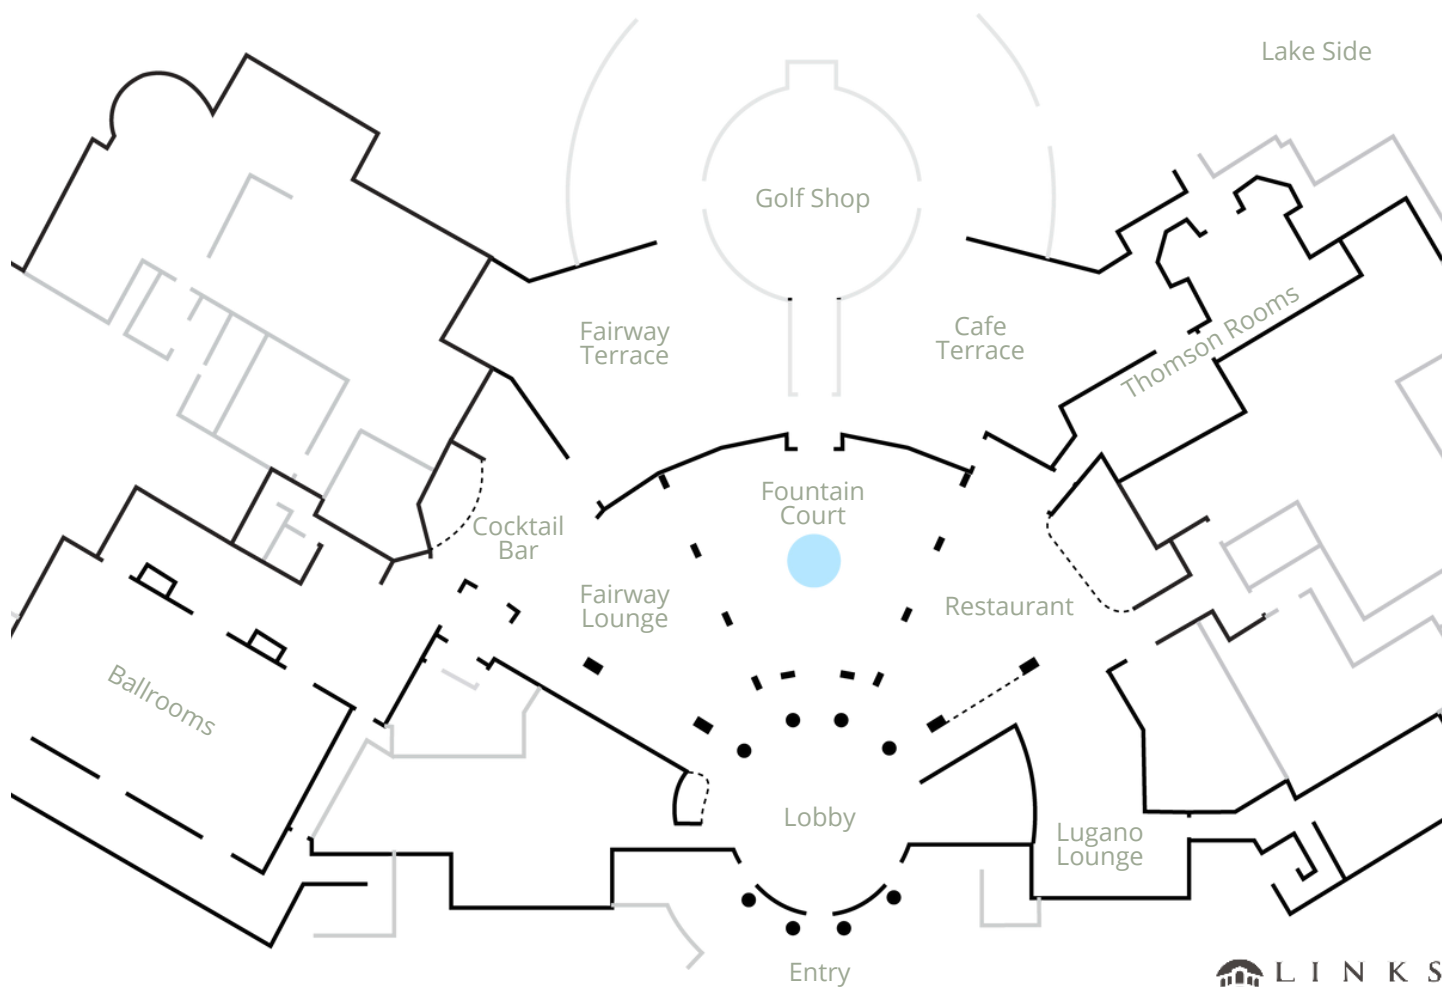 Lake Side
Golf Shop
Fairway
Terrace
Cafe
Terrace
Thomson Rooms
Fountain
Court
Cocktail
Bar
Fairway
Lounge
Restaurant
Ballrooms
Lobby
Lugano
Lounge
Entry
LINKS